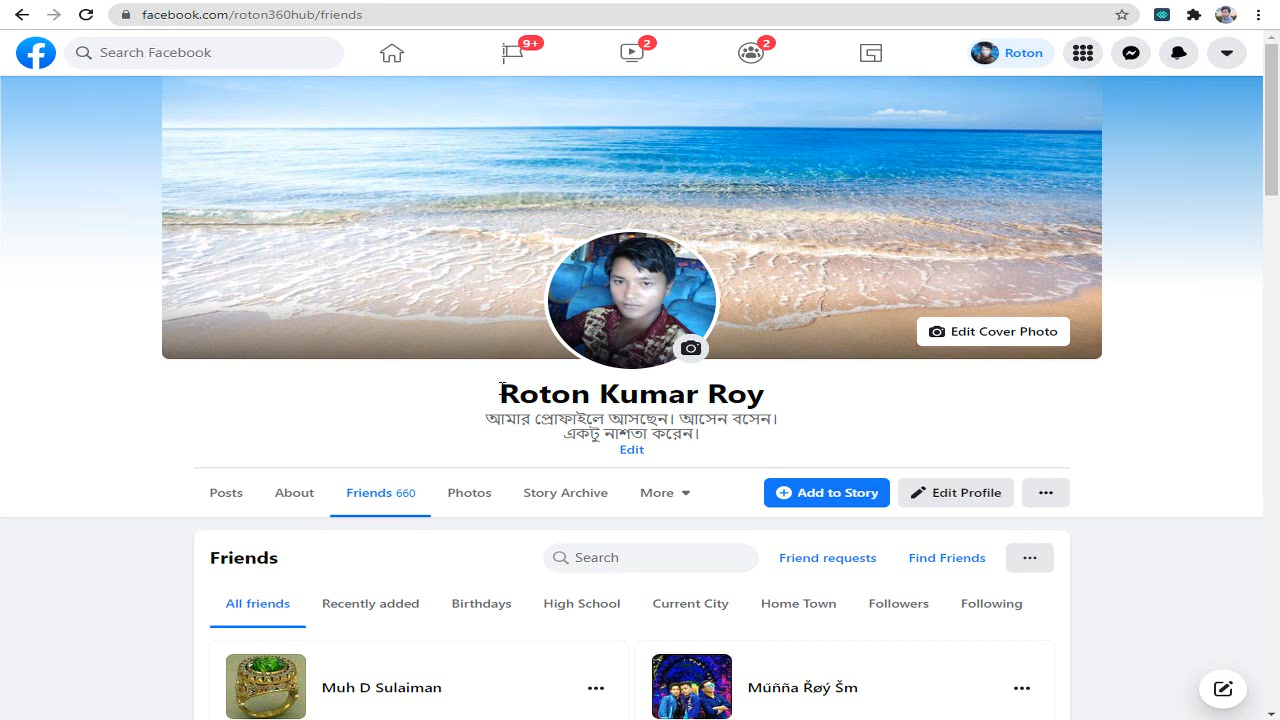 facebook.com/roton360hub/friends
Search Facebook
9+
2
2
Roton
Edit Cover Photo
Roton Kumar Roy
আমার প্রোফাইলে আসছেন। আসেন বসেন।
একটু নাশতা করেন।
Edit
Posts About Friends 660 Photos Story Archive More
Add to Story Edit Profile
Friends Search Friend requests Find Friends
All friends Recently added Birthdays High School Current City Home Town Followers Following
Muh D Sulaiman
Műñña Řøý Šm